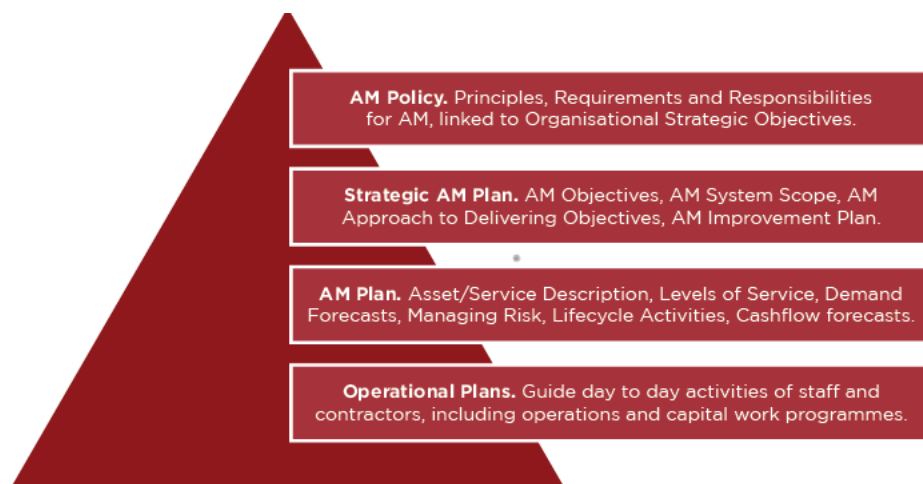 AM Policy. Principles, Requirements and Responsibilities
for AM, linked to Organisational Strategic Objectives.
Strategic AM Plan. AM Objectives, AM System Scope, AM
Approach to Delivering Objectives, AM Improvement Plan.
AM Plan. Asset/Service Description, Levels of Service, Demand
Forecasts, Managing Risk, Lifecycle Activities, Cashflow forecasts.
Operational Plans. Guide day to day activities of staff and
contractors, including operations and capital work programmes.